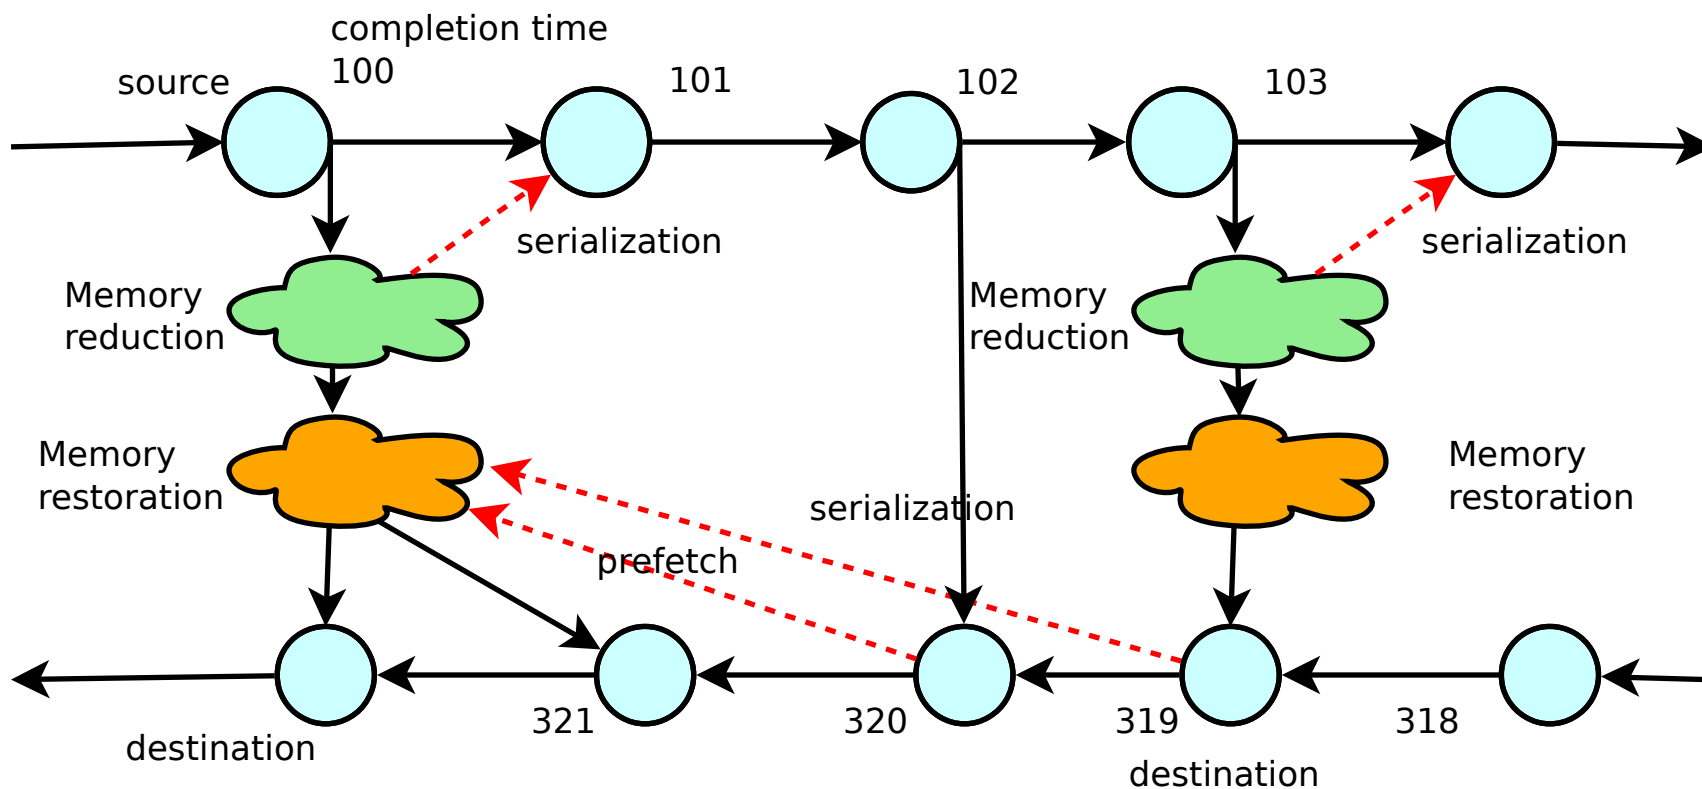 completion time
100
source
101
102
103
serialization
serialization
Memory
reduction
Memory
reduction
Memory
restoration
Memory
restoration
serialization
prefetch
321
320
319
318
destination
destination